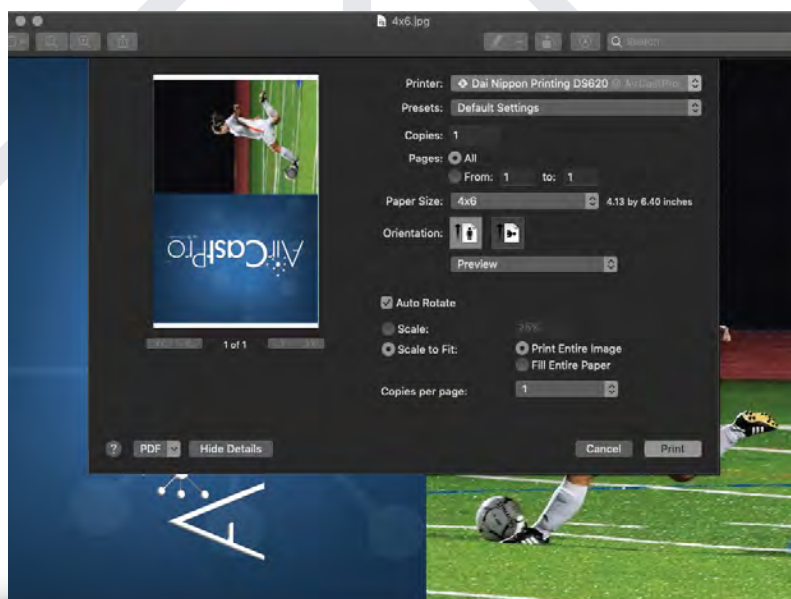 4x6.jpg
Search
Printer: Dai Nippon Printing DS620 @ AirCastPro
Presets: Default Settings
Copies: 1
Pages: All
From: 1 to: 1
Paper Size: 4x6 4.13 by 6.40 inches
Orientation:
Preview
Auto Rotate
Scale:
Scale to Fit: Print Entire Image
Fill Entire Paper
Copies per page: 1
AirCastPro
1 of 1
? PDF Hide Details Cancel Print